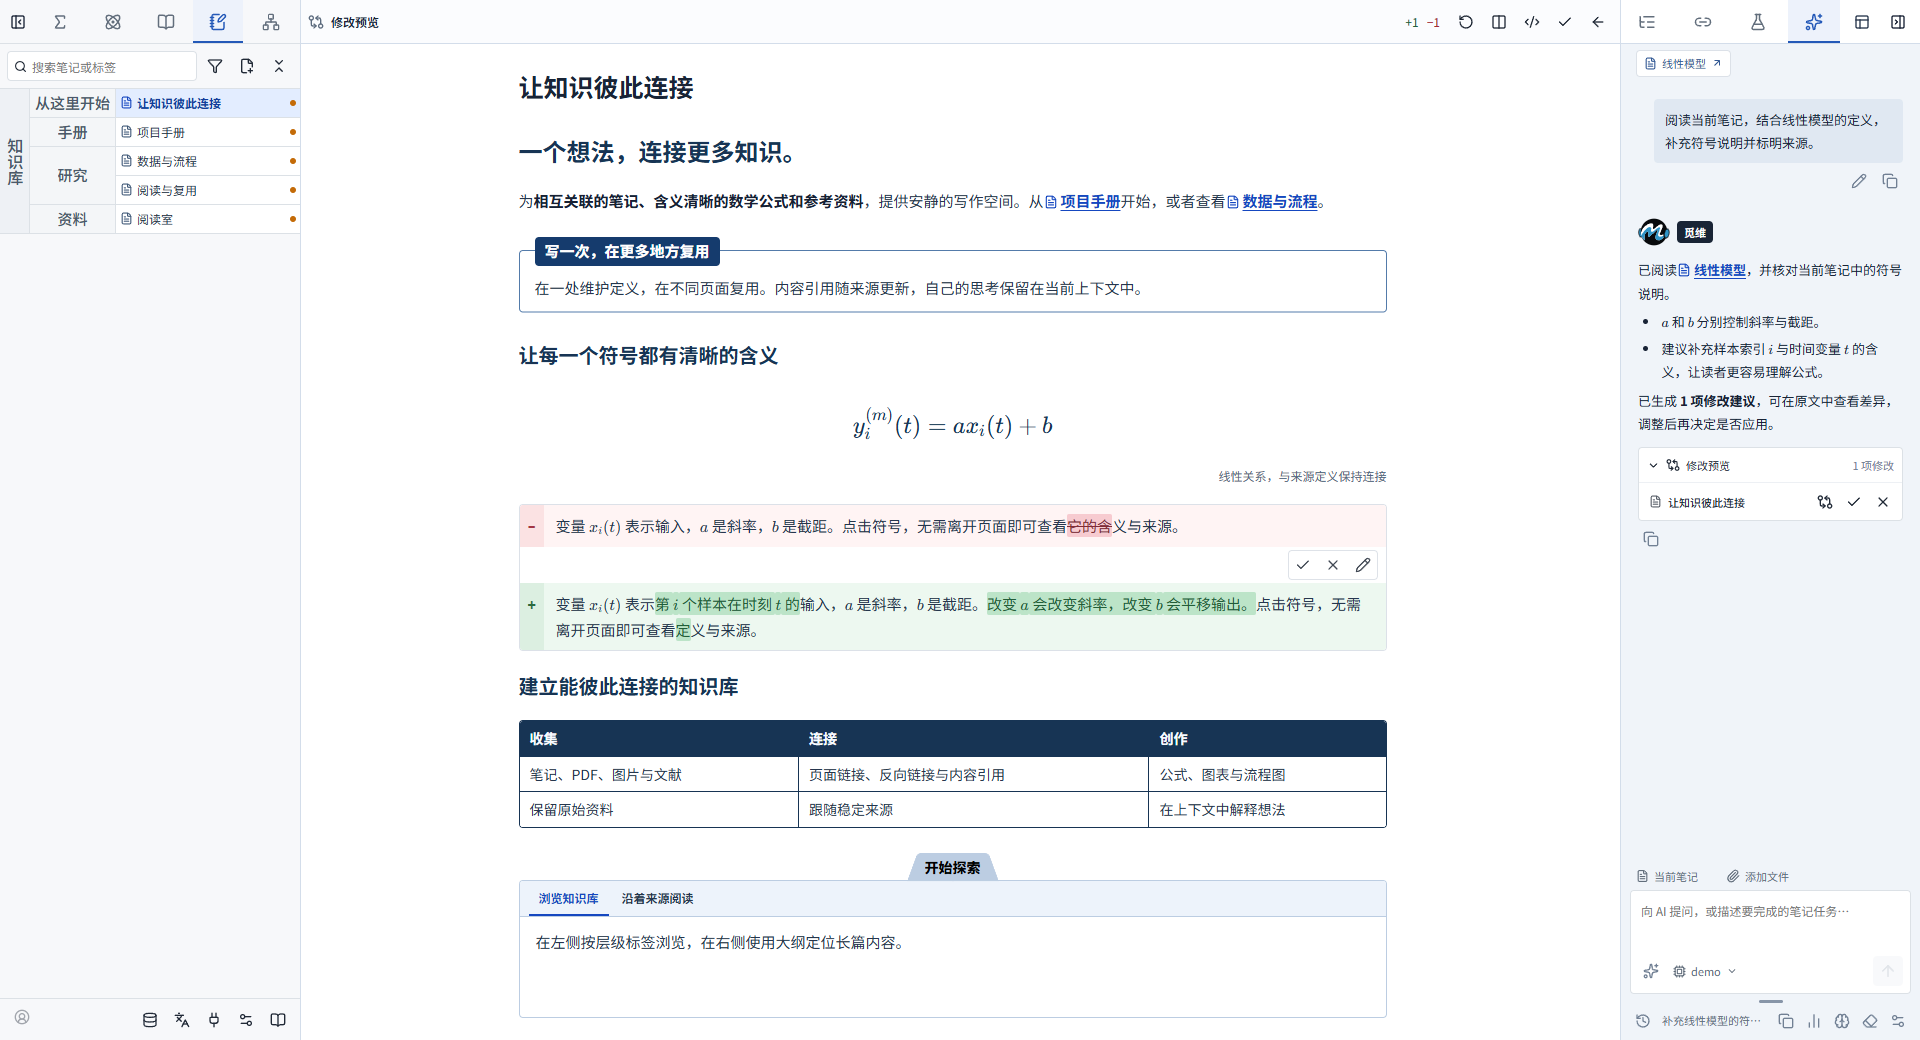 修改预览
+1 −1
搜索笔记或标签
知识库
从这里开始
让知识彼此连接
手册
项目手册
研究
数据与流程
阅读与复用
资料
阅读室
让知识彼此连接
一个想法，连接更多知识。
为相互关联的笔记、含义清晰的数学公式和参考资料，提供安静的写作空间。从项目手册开始，或者查看数据与流程。
写一次，在更多地方复用
在一处维护定义，在不同页面复用。内容引用随来源更新，自己的思考保留在当前上下文中。
让每一个符号都有清晰的含义
y_i^{(m)}(t) = ax_i(t) + b
线性关系，与来源定义保持连接
− 变量 x_i(t) 表示输入，a 是斜率，b 是截距。点击符号，无需离开页面即可查看它的含义与来源。
+ 变量 x_i(t) 表示第 i 个样本在时刻 t 的输入，a 是斜率，b 是截距。改变 a 会改变斜率，改变 b 会平移输出。点击符号，无需
离开页面即可查看定义与来源。
建立能彼此连接的知识库
收集 连接 创作
笔记、PDF、图片与文献 页面链接、反向链接与内容引用 公式、图表与流程图
保留原始资料 跟随稳定来源 在上下文中解释想法
开始探索
浏览知识库 沿着来源阅读
在左侧按层级标签浏览，在右侧使用大纲定位长篇内容。
线性模型
阅读当前笔记，结合线性模型的定义，
补充符号说明并标明来源。
觅维
已阅读线性模型，并核对当前笔记中的符号
说明。
• a 和 b 分别控制斜率与截距。
• 建议补充样本索引 i 与时间变量 t 的含
义，让读者更容易理解公式。
已生成 1 项修改建议，可在原文中查看差异，
调整后再决定是否应用。
修改预览 1 项修改
让知识彼此连接
当前笔记 添加文件
向 AI 提问，或描述要完成的笔记任务…
demo
补充线性模型的符…